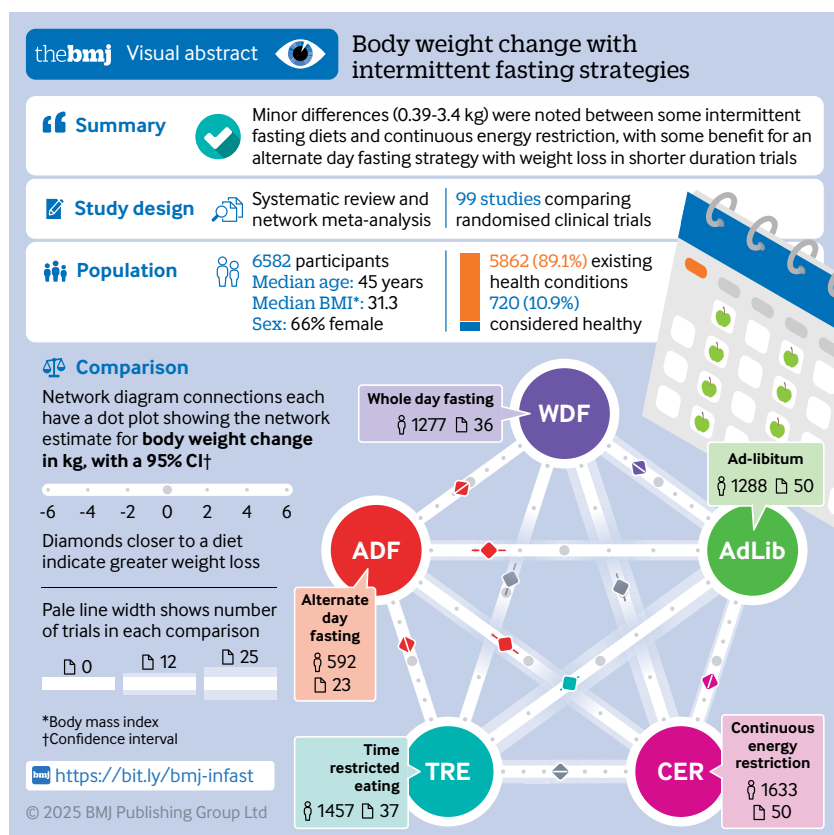 thebmj Visual abstract
Body weight change with
intermittent fasting strategies
Summary
Minor differences (0.39-3.4 kg) were noted between some intermittent
fasting diets and continuous energy restriction, with some benefit for an
alternate day fasting strategy with weight loss in shorter duration trials
Study design
Systematic review and
network meta-analysis
99 studies comparing
randomised clinical trials
Population
6582 participants
Median age: 45 years
Median BMI*: 31.3
Sex: 66% female
5862 (89.1%) existing
health conditions
720 (10.9%)
considered healthy
Comparison
Network diagram connections each
have a dot plot showing the network
estimate for body weight change
in kg, with a 95% CI†
-6 -4 -2 0 2 4 6
Diamonds closer to a diet
indicate greater weight loss
Pale line width shows number
of trials in each comparison
0 12 25
*Body mass index
†Confidence interval
bmj https://bit.ly/bmj-infast
© 2025 BMJ Publishing Group Ltd
Whole day fasting
1277 36
WDF
Ad-libitum
1288 50
AdLib
ADF
Alternate
day
fasting
592
23
Time
restricted
eating
1457 37
TRE
CER
Continuous
energy
restriction
1633
50